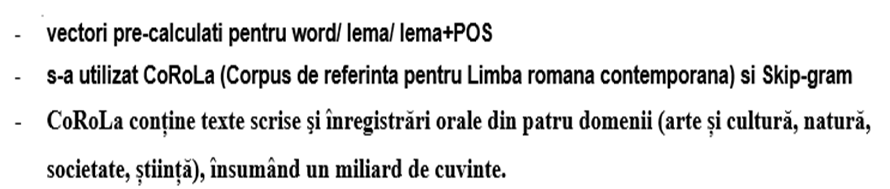 - vectori pre-calculati pentru word/ lema/ lema+POS
- s-a utilizat CoRoLa (Corpus de referinta pentru Limba romana contemporana) si Skip-gram
- CoRoLa conține texte scrise şi înregistrări orale din patru domenii (arte și cultură, natură,
societate, știință), însumând un miliard de cuvinte.